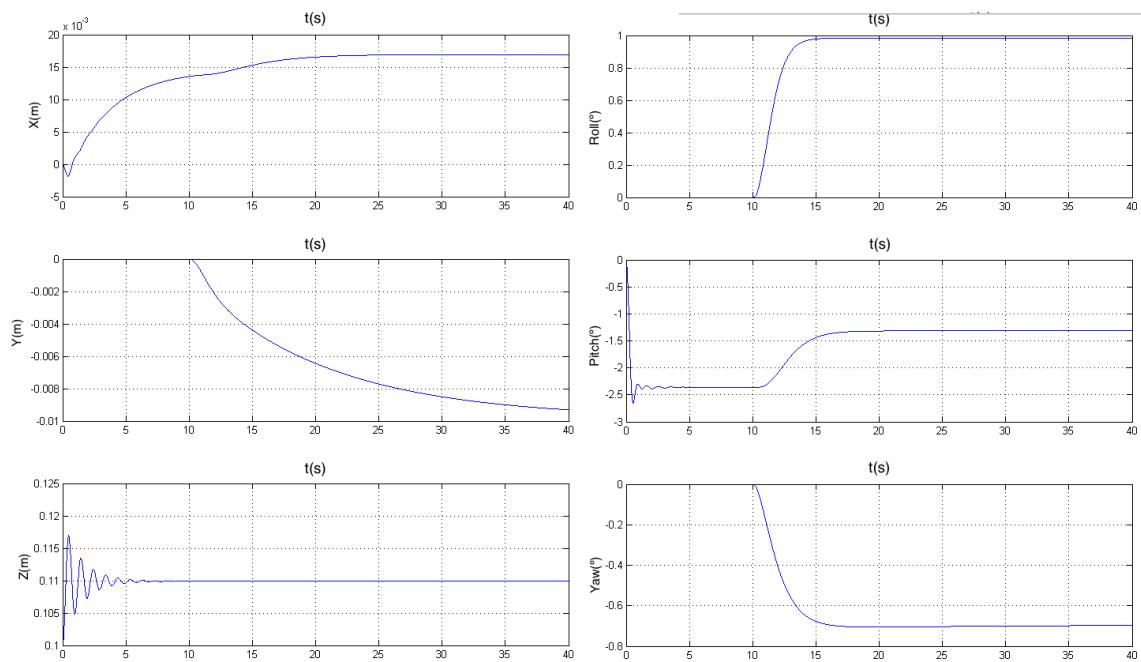 t(s)
x 10⁻³
20
15
10
5
0
-5
X(m)
0 5 10 15 20 25 30 35 40
t(s)
1
0.8
0.6
0.4
0.2
0
Roll(º)
0 5 10 15 20 25 30 35 40
t(s)
0
-0.002
-0.004
-0.006
-0.008
-0.01
Y(m)
0 5 10 15 20 25 30 35 40
t(s)
0
-0.5
-1
-1.5
-2
-2.5
-3
Pitch(º)
0 5 10 15 20 25 30 35 40
t(s)
0.125
0.12
0.115
0.11
0.105
0.1
Z(m)
0 5 10 15 20 25 30 35 40
t(s)
0
-0.2
-0.4
-0.6
-0.8
Yaw(º)
0 5 10 15 20 25 30 35 40